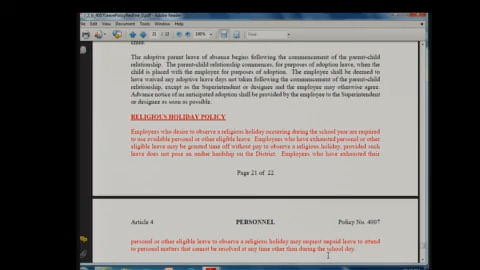 File Edit View Document Tools Window Help
Find
child.
The adoptive parent leave of absence begins following the commencement of the parent-child
relationship. The parent-child relationship commences, for purposes of adoption leave, when the
child is placed with the employee for purposes of adoption. The employee shall be deemed to
have waived any adoptive leave days not taken following the commencement of the parent-child
relationship, except as the Superintendent or designee and the employee may otherwise agree.
Advance notice of an anticipated adoption shall be provided by the employee to the Superintendent
or designee as soon as possible.
RELIGIOUS HOLIDAY POLICY
Employees who desire to observe a religious holiday occurring during the school year are required
to use available personal or other eligible leave. Employees who have exhausted personal or other
eligible leave may be granted time off without pay to observe a religious holiday, provided such
leave does not pose an undue hardship on the District. Employees who have exhausted their
Page 21 of 22
Article 4 PERSONNEL Policy No. 4007
personal or other eligible leave to observe a religious holiday may request unpaid leave to attend
to personal matters that cannot be resolved at any time other than during the school day.